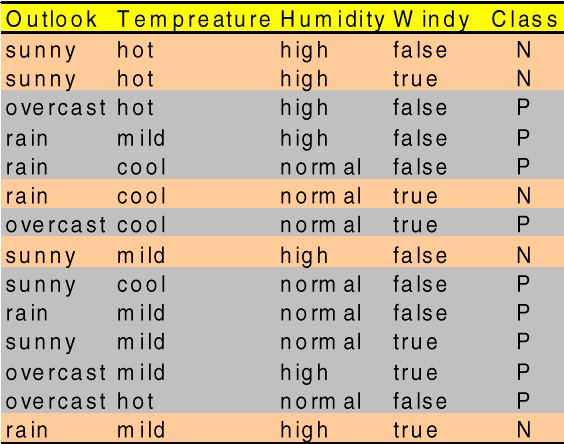 Outlook Tempreature Humidity Windy Class
sunny hot high false N
sunny hot high true N
overcast hot high false P
rain mild high false P
rain cool normal false P
rain cool normal true N
overcast cool normal true P
sunny mild high false N
sunny cool normal false P
rain mild normal false P
sunny mild normal true P
overcast mild high true P
overcast hot normal false P
rain mild high true N